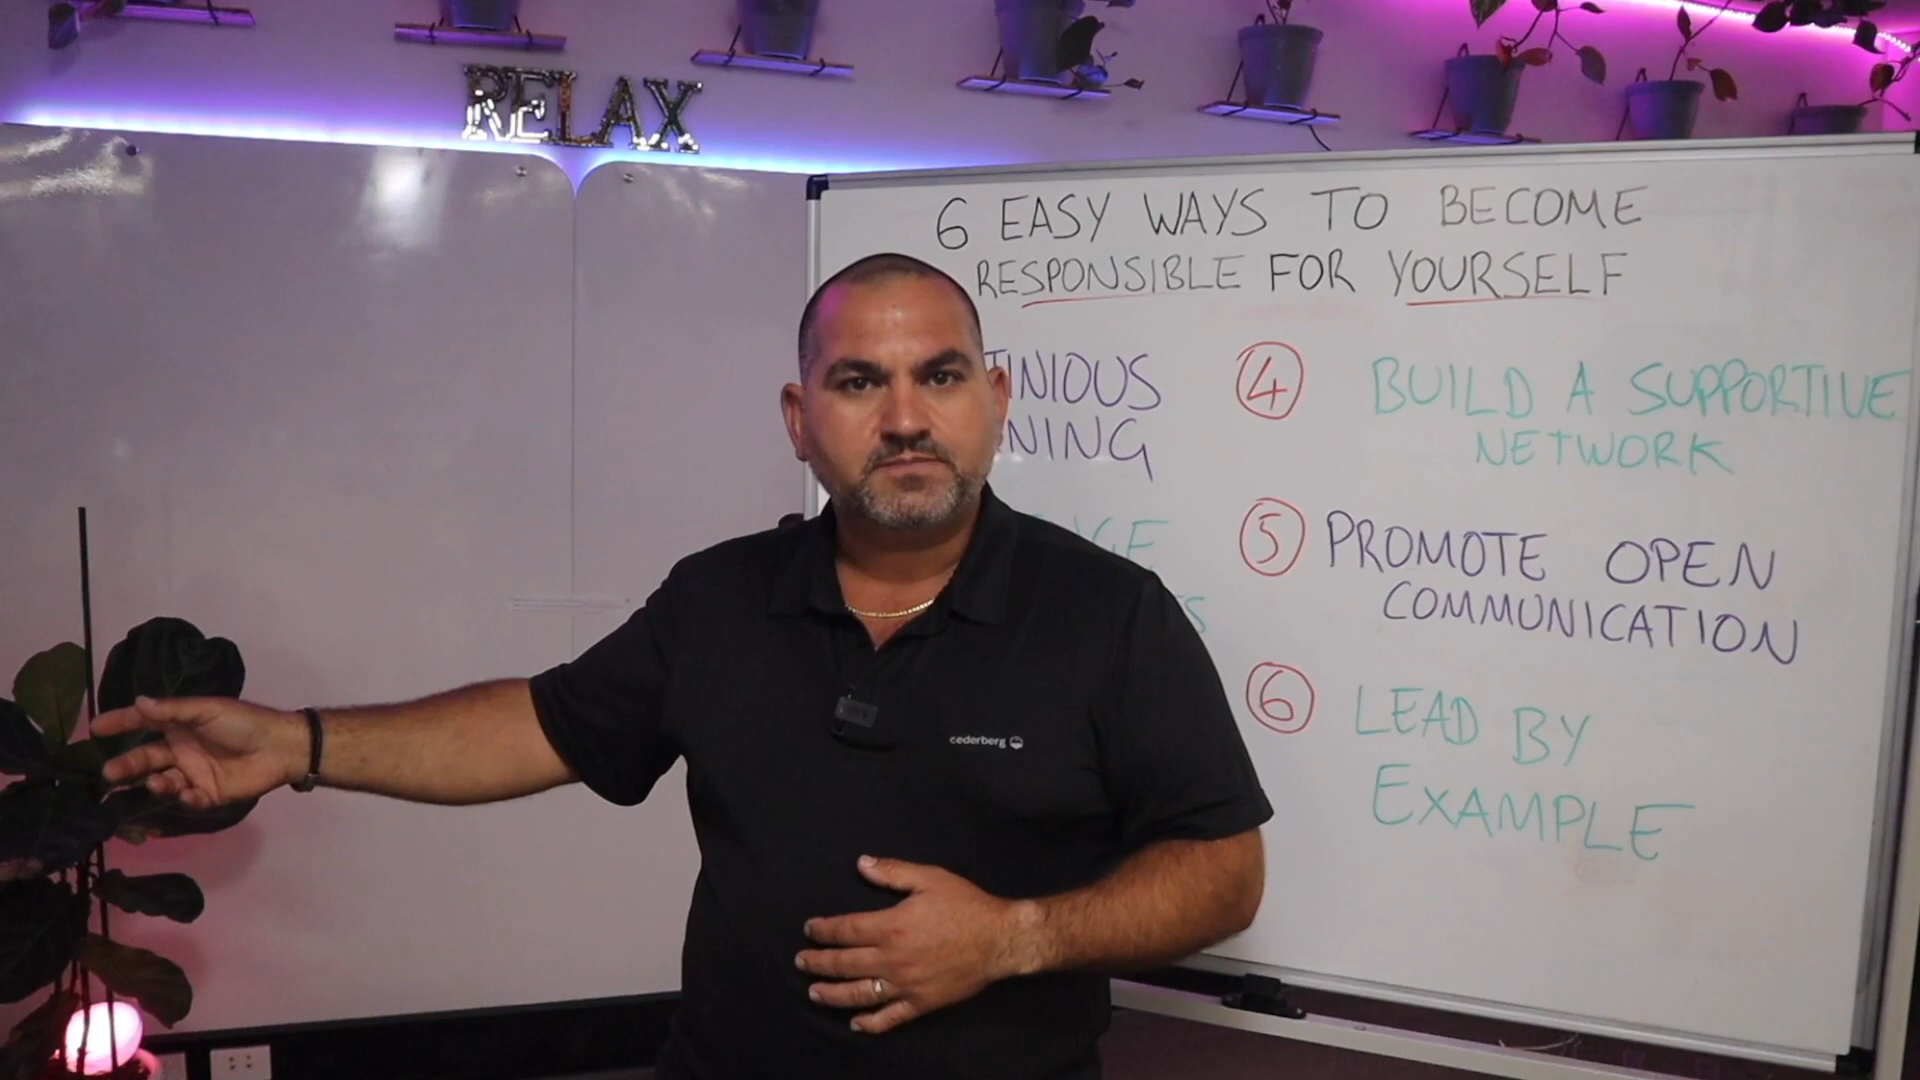 RELAX
6 EASY WAYS TO BECOME
RESPONSIBLE FOR YOURSELF
TINIOUS
NING
4 BUILD A SUPPORTIVE
NETWORK
5 PROMOTE OPEN
COMMUNICATION
6 LEAD BY
EXAMPLE
cederberg